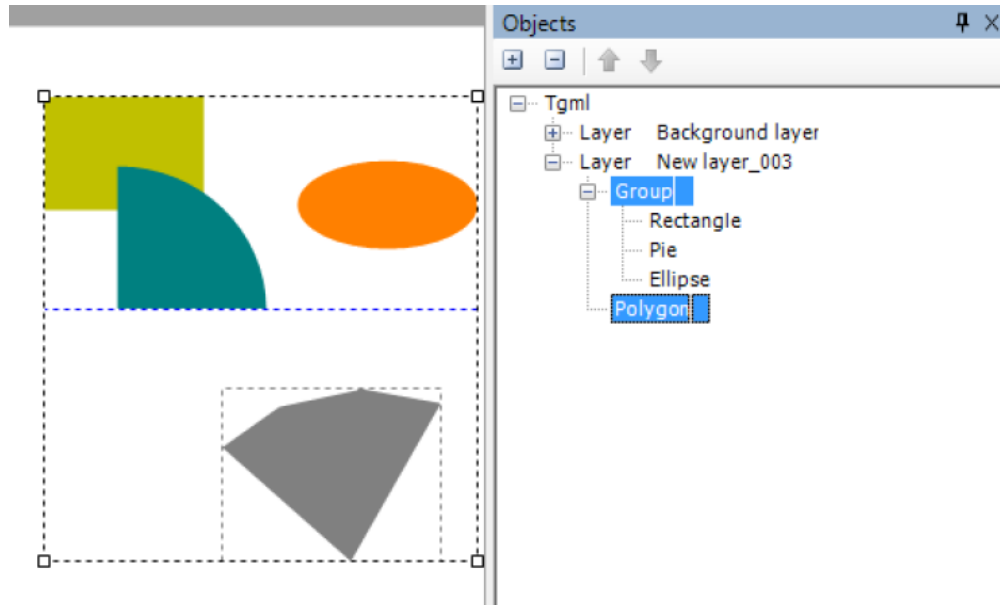 Objects
Tgml
Layer Background layer
Layer New layer_003
Group
Rectangle
Pie
Ellipse
Polygon